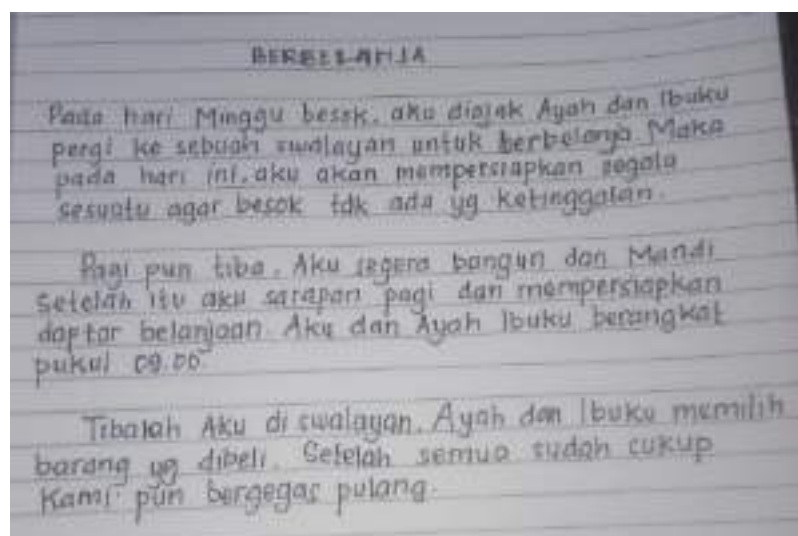 BERBELANJA
Pada hari Minggu besok, aku diajak Ayah dan Ibuku
pergi ke sebuah swalayan untuk berbelanja Maka
pada hari ini, aku akan mempersiapkan segala
sesuatu agar besok tdk ada yg ketinggalan.
Pagi pun tiba. Aku segera bangun dan Mandi
Setelah itu aku sarapan pagi dan mempersiapkan
daptar belanjaan Aku dan Ayah Ibuku berangkat
pukul 09.00.
Tibalah Aku di swalayan. Ayah dan Ibuku memilih
barang yg dibeli. Setelah semua sudah cukup
Kami pun bergegas pulang.